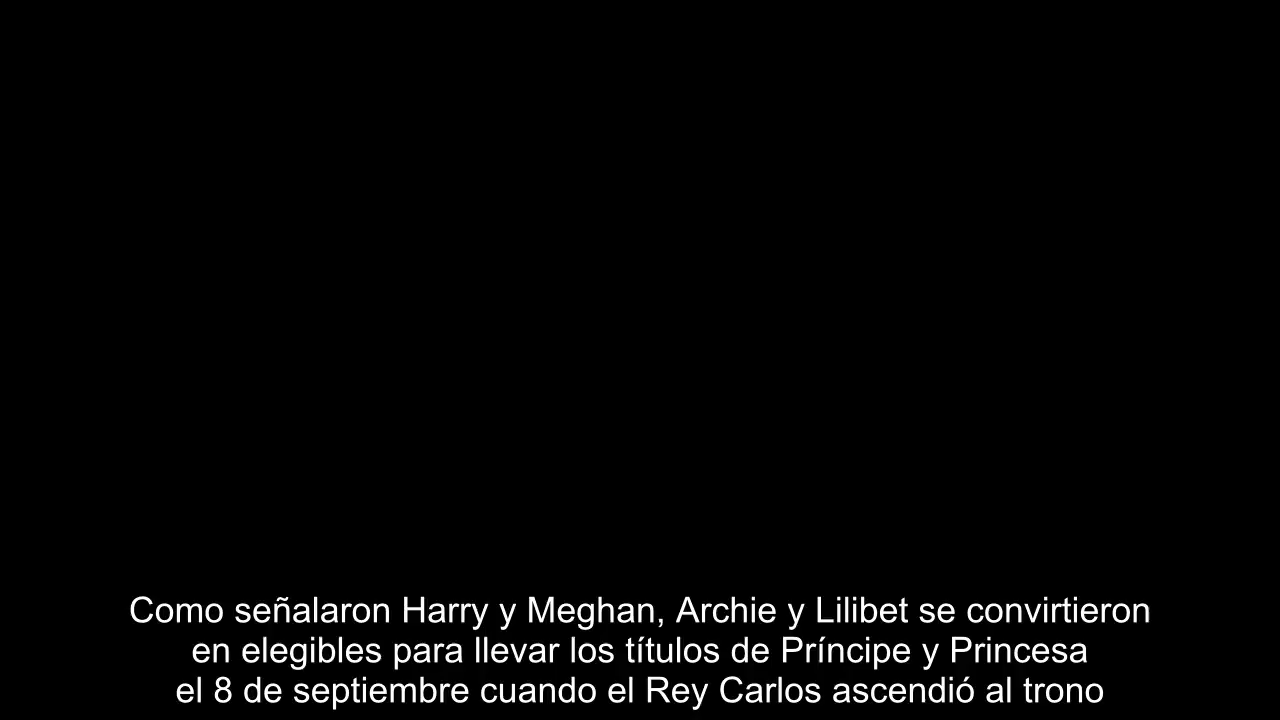 Como señalaron Harry y Meghan, Archie y Lilibet se convirtieron
en elegibles para llevar los títulos de Príncipe y Princesa
el 8 de septiembre cuando el Rey Carlos ascendió al trono